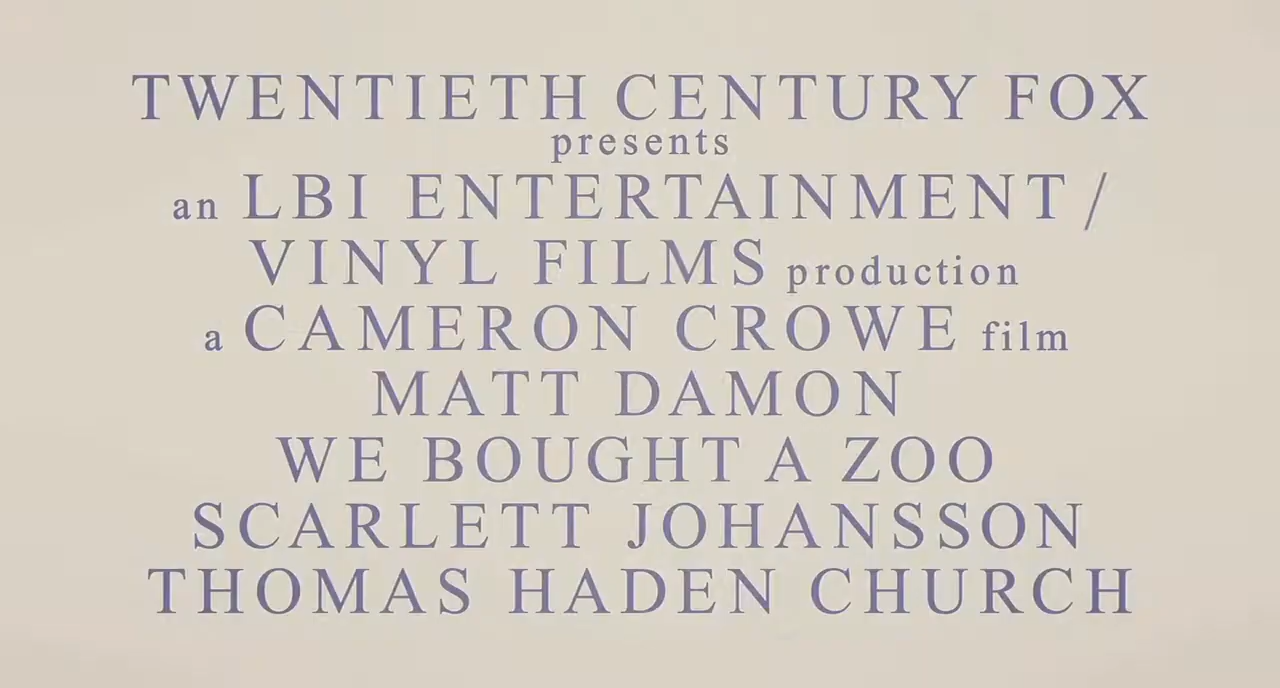 TWENTIETH CENTURY FOX
presents
an LBI ENTERTAINMENT /
VINYL FILMS production
a CAMERON CROWE film
MATT DAMON
WE BOUGHT A ZOO
SCARLETT JOHANSSON
THOMAS HADEN CHURCH